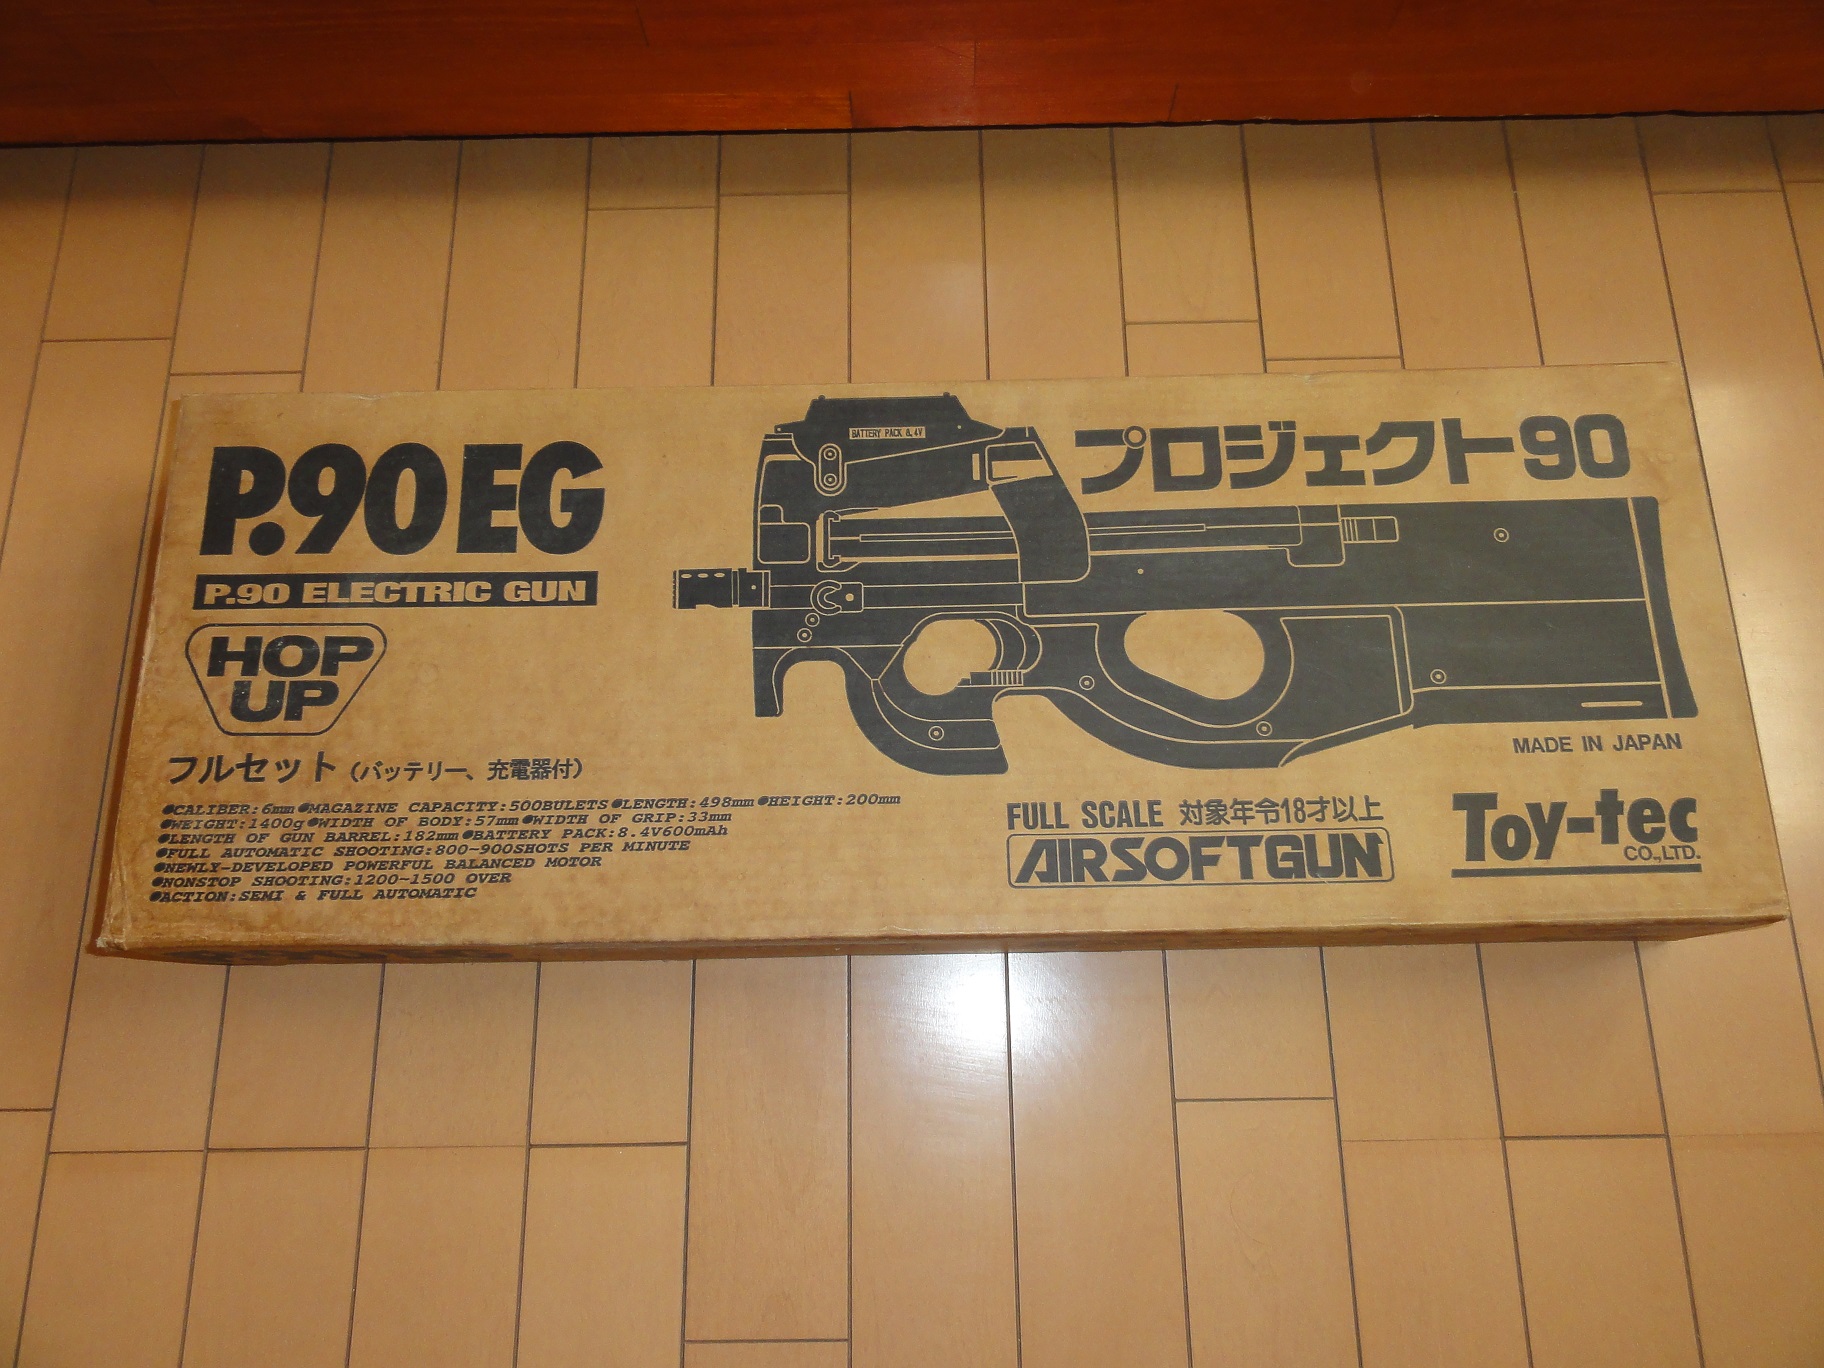 P.90 EG
P.90 ELECTRIC GUN
HOP
UP
フルセット(バッテリー、充電器付)
●CALIBER:6mm●MAGAZINE CAPACITY:500BULETS●LENGTH:498mm●HEIGHT:200mm
●WEIGHT:1400g●WIDTH OF BODY:57mm●WIDTH OF GRIP:33mm
●LENGTH OF GUN BARREL:182mm●BATTERY PACK:8.4V600mAh
●FULL AUTOMATIC SHOOTING:800~900SHOTS PER MINUTE
●NEWLY-DEVELOPED POWERFUL BALANCED MOTOR
●NONSTOP SHOOTING:1200~1500 OVER
●ACTION:SEMI & FULL AUTOMATIC
BATTERY PACK 8.4V
プロジェクト90
MADE IN JAPAN
FULL SCALE 対象年令18才以上
AIRSOFTGUN
Toy-tec
CO.,LTD.